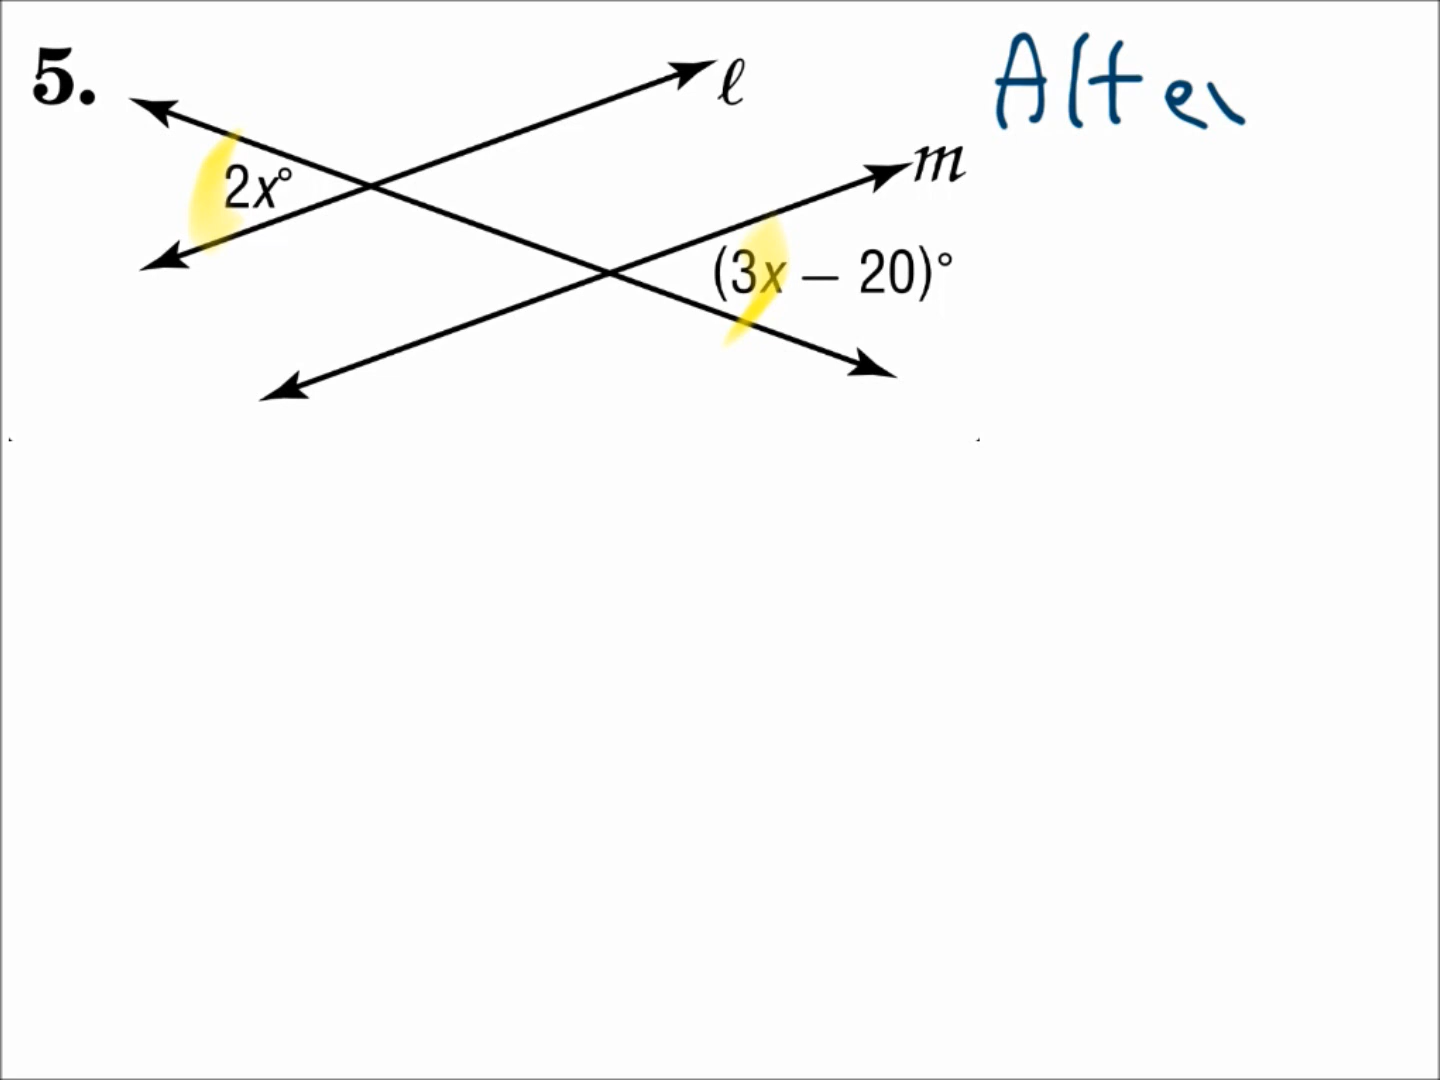 5.
ℓ
Alte
m
2x°
(3x – 20)°